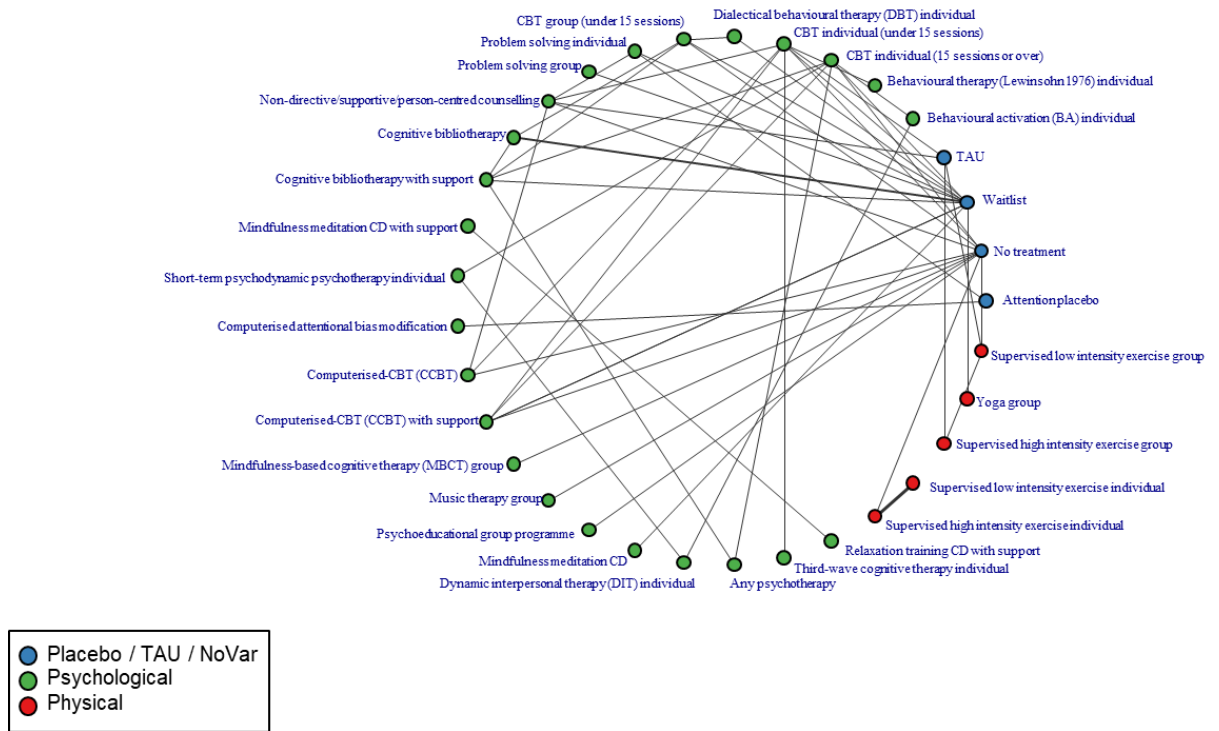 Dialectical behavioural therapy (DBT) individual
CBT group (under 15 sessions)
CBT individual (under 15 sessions)
Problem solving individual
CBT individual (15 sessions or over)
Problem solving group
Behavioural therapy (Lewinsohn 1976) individual
Non-directive/supportive/person-centred counselling
Behavioural activation (BA) individual
Cognitive bibliotherapy
TAU
Cognitive bibliotherapy with support
Waitlist
Mindfulness meditation CD with support
No treatment
Short-term psychodynamic psychotherapy individual
Attention placebo
Computerised attentional bias modification
Supervised low intensity exercise group
Computerised-CBT (CCBT)
Yoga group
Computerised-CBT (CCBT) with support
Supervised high intensity exercise group
Mindfulness-based cognitive therapy (MBCT) group
Supervised low intensity exercise individual
Music therapy group
Supervised high intensity exercise individual
Psychoeducational group programme
Relaxation training CD with support
Mindfulness meditation CD
Third-wave cognitive therapy individual
Dynamic interpersonal therapy (DIT) individual
Any psychotherapy
Placebo / TAU / NoVar
Psychological
Physical